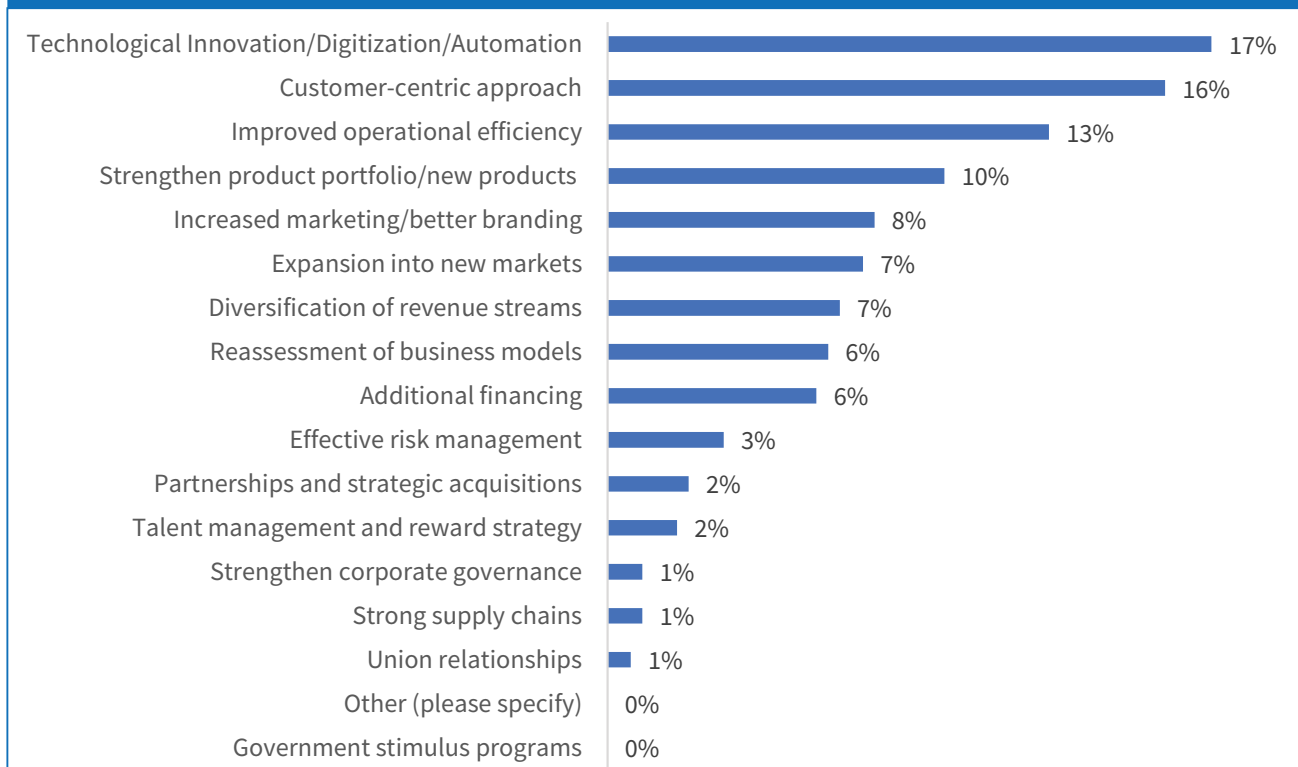 Technological Innovation/Digitization/Automation 17%
Customer-centric approach 16%
Improved operational efficiency 13%
Strengthen product portfolio/new products 10%
Increased marketing/better branding 8%
Expansion into new markets 7%
Diversification of revenue streams 7%
Reassessment of business models 6%
Additional financing 6%
Effective risk management 3%
Partnerships and strategic acquisitions 2%
Talent management and reward strategy 2%
Strengthen corporate governance 1%
Strong supply chains 1%
Union relationships 1%
Other (please specify) 0%
Government stimulus programs 0%